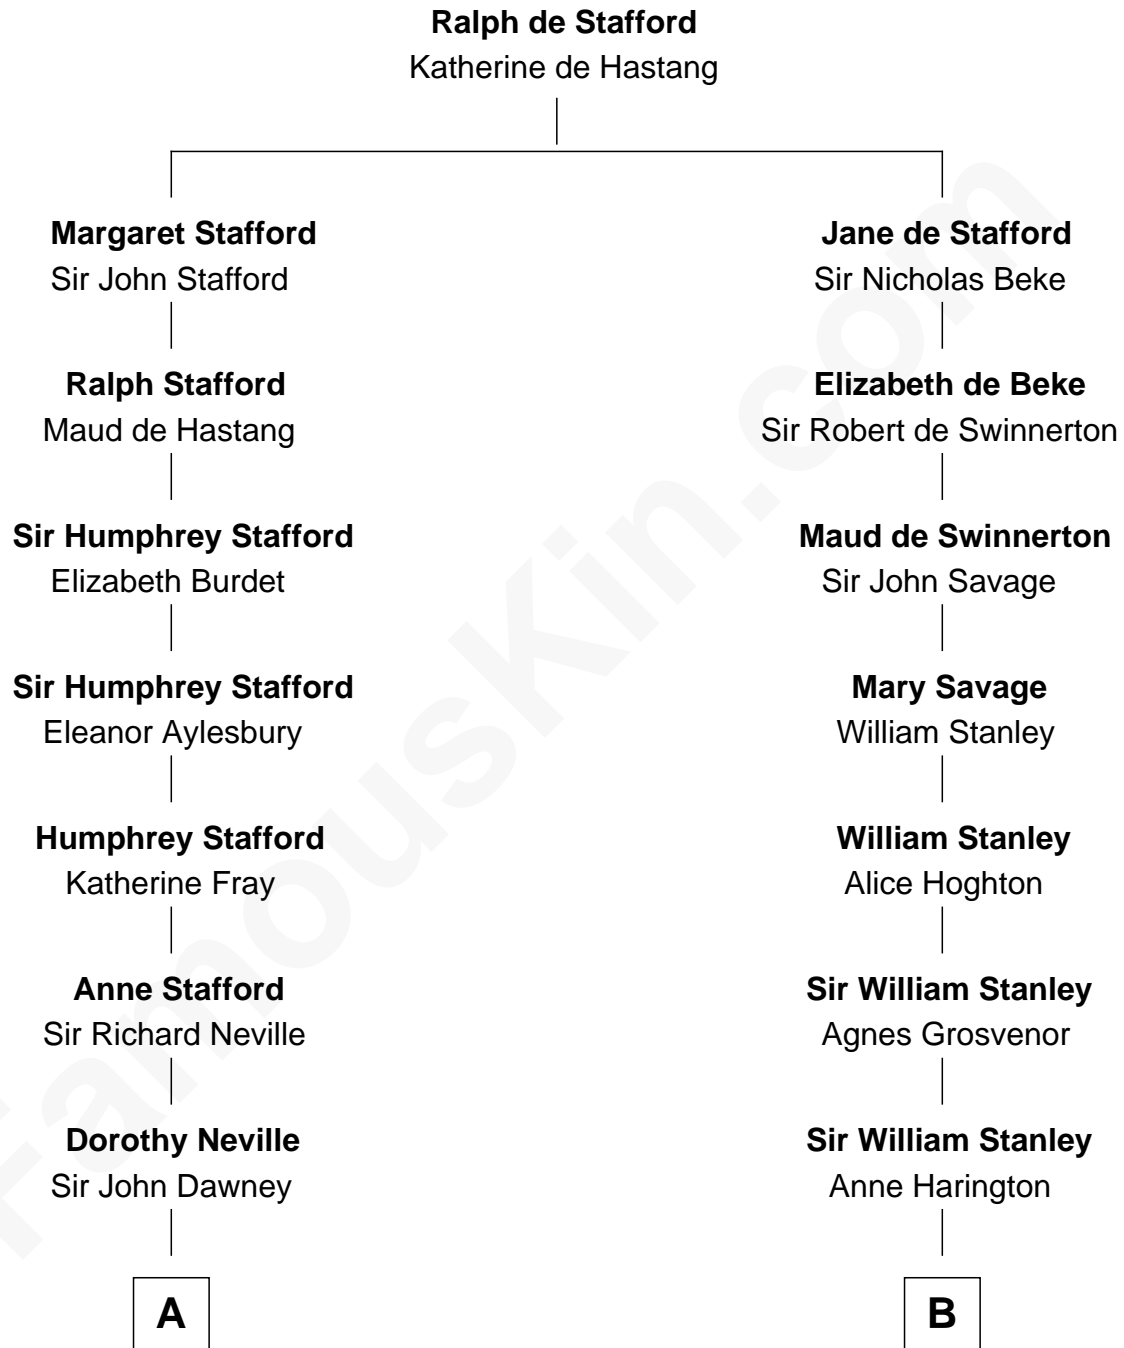 Ralph de Stafford
Katherine de Hastang
Margaret Stafford
Sir John Stafford
Jane de Stafford
Sir Nicholas Beke
Ralph Stafford
Maud de Hastang
Elizabeth de Beke
Sir Robert de Swinnerton
Sir Humphrey Stafford
Elizabeth Burdet
Maud de Swinnerton
Sir John Savage
Sir Humphrey Stafford
Eleanor Aylesbury
Mary Savage
William Stanley
Humphrey Stafford
Katherine Fray
William Stanley
Alice Hoghton
Anne Stafford
Sir Richard Neville
Sir William Stanley
Agnes Grosvenor
Dorothy Neville
Sir John Dawney
Sir William Stanley
Anne Harington
A
B
FamousKin.com